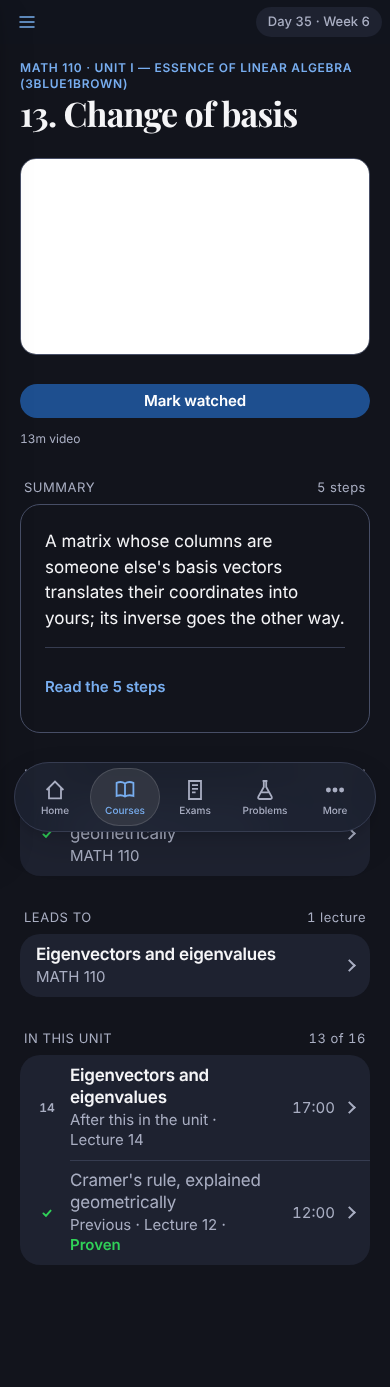 Day 35 · Week 6
MATH 110 · UNIT I — ESSENCE OF LINEAR ALGEBRA
(3BLUE1BROWN)
13. Change of basis
Mark watched
13m video
SUMMARY
5 steps
A matrix whose columns are
someone else's basis vectors
translates their coordinates into
yours; its inverse goes the other way.
Read the 5 steps
Home
Courses
Exams
Problems
More
geometrically
MATH 110
LEADS TO
1 lecture
Eigenvectors and eigenvalues
MATH 110
IN THIS UNIT
13 of 16
14
Eigenvectors and
eigenvalues
After this in the unit ·
Lecture 14
17:00
Cramer's rule, explained
geometrically
Previous · Lecture 12 ·
Proven
12:00